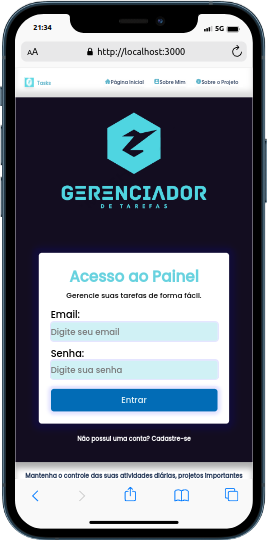 21:34
5G
AA
http://localhost:3000
Tasks
Página Inicial
Sobre Mim
Sobre o Projeto
GERENCIADOR
DE TAREFAS
Acesso ao Painel
Gerencie suas tarefas de forma fácil.
Email:
Digite seu email
Senha:
Digite sua senha
Entrar
Não possui uma conta? Cadastre-se
Mantenha o controle das suas atividades diárias, projetos importantes